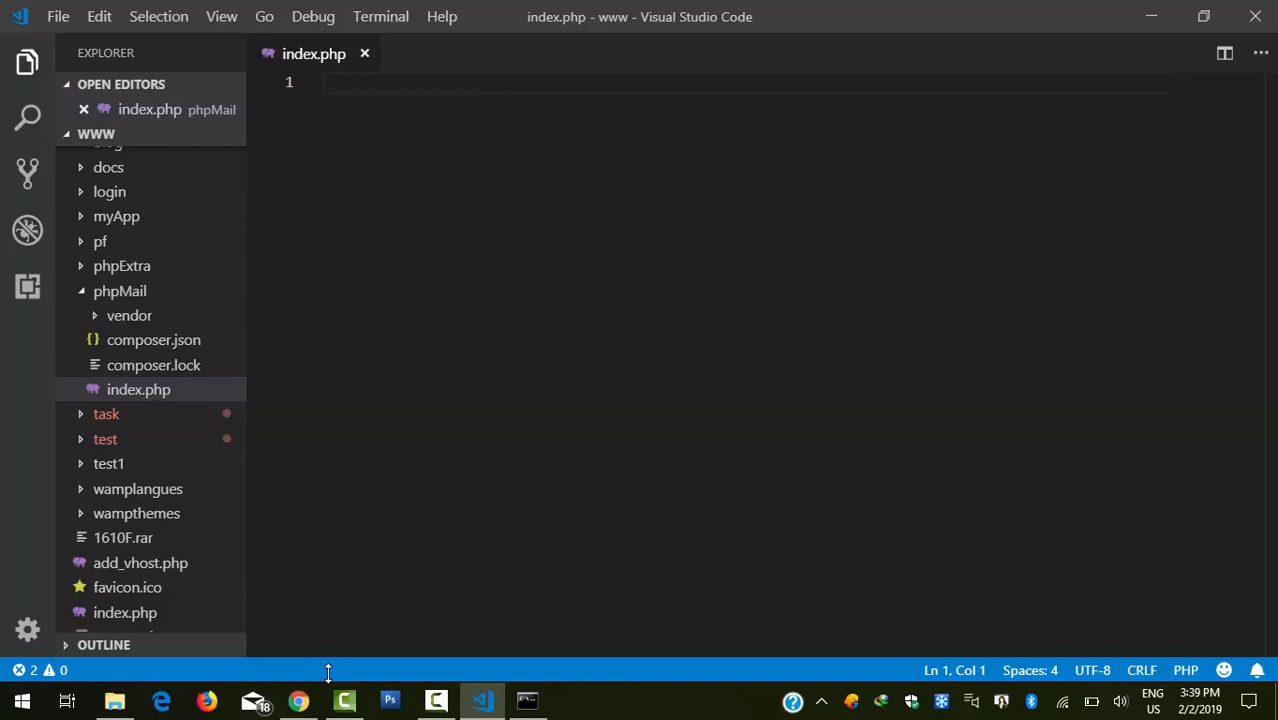 File Edit Selection View Go Debug Terminal Help index.php - www - Visual Studio Code
EXPLORER
index.php
OPEN EDITORS
index.php phpMail
WWW
1
docs
login
myApp
pf
phpExtra
phpMail
vendor
{} composer.json
composer.lock
index.php
task
test
test1
wamplangues
wampthemes
1610F.rar
add_vhost.php
favicon.ico
index.php
OUTLINE
2 0 Ln 1, Col 1 Spaces: 4 UTF-8 CRLF PHP
18 Ps ? ENG 3:39 PM
US 2/2/2019